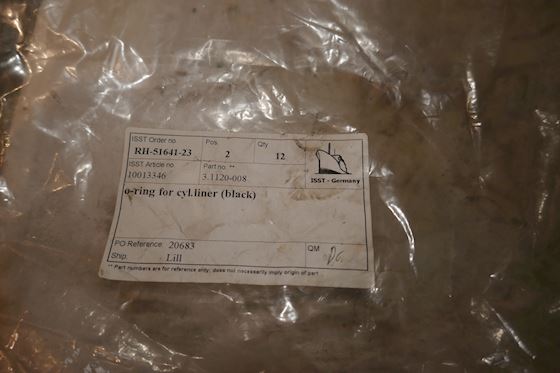 ISST Order no
Pos
Qty
RH-51641-23
2
12
ISST Article no
Part no. **
10013346
3.1120-008
ISST - Germany
o-ring for cyl.liner (black)
PO Reference: 20683
QM
Ship: Lill
** Part numbers are for reference only, does not necessarily imply origin of part